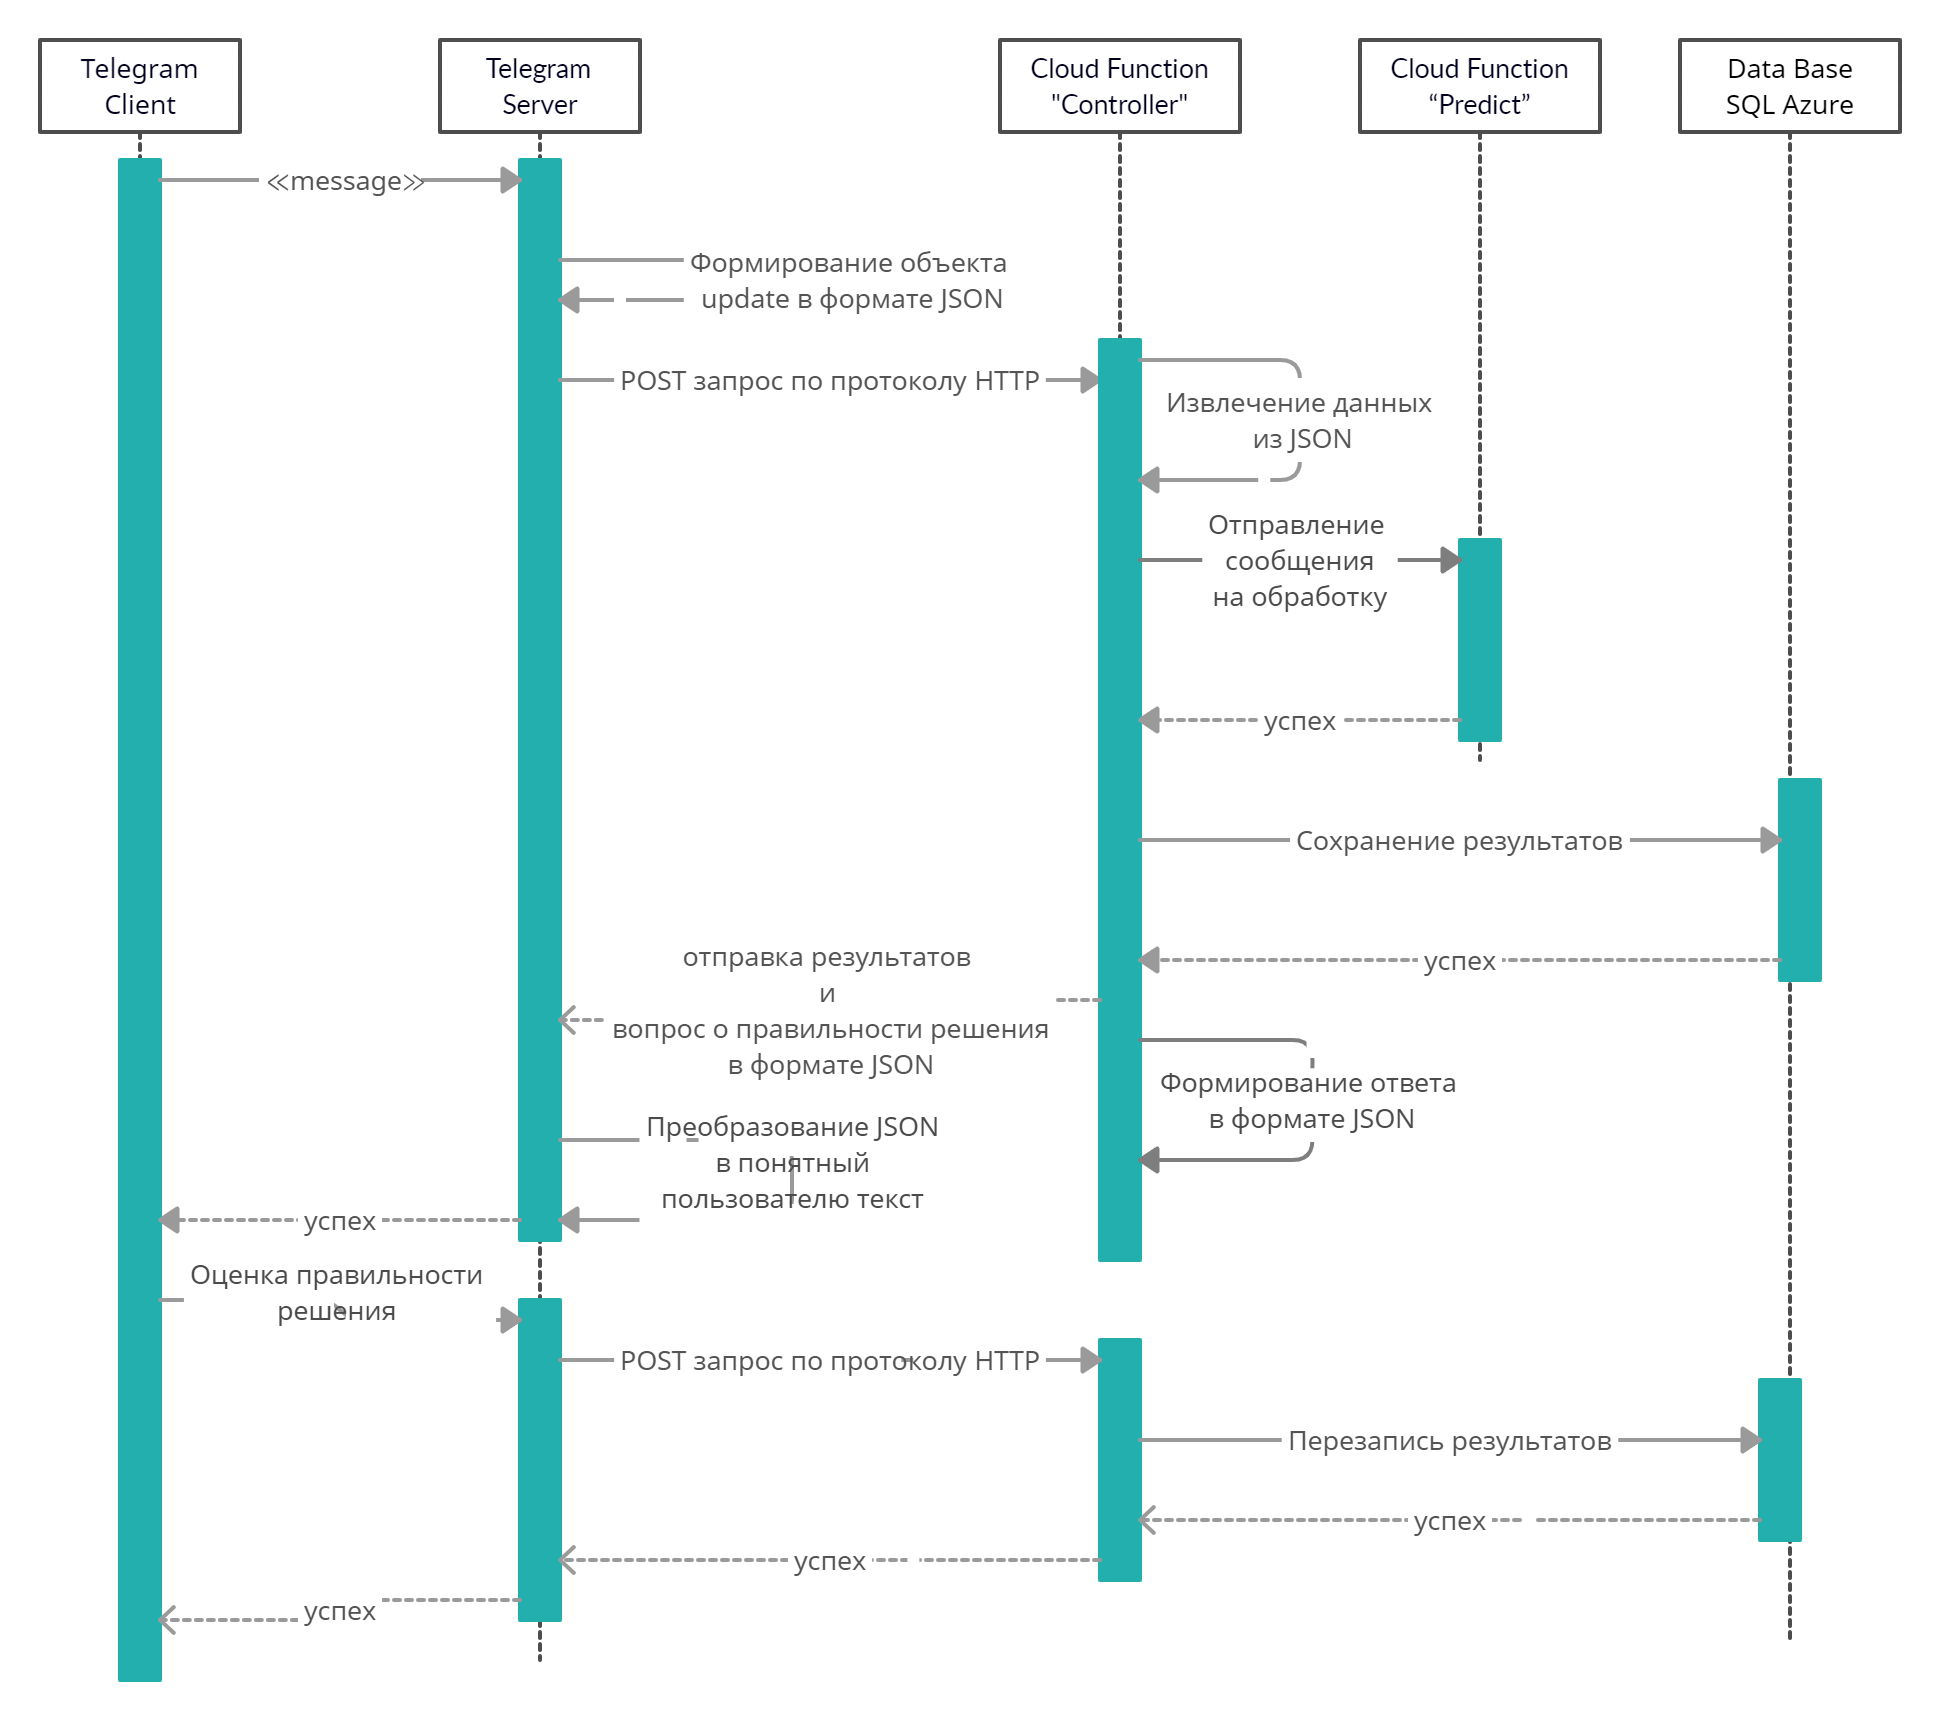 Telegram
Client
Telegram
Server
Cloud Function
"Controller"
Cloud Function
“Predict”
Data Base
SQL Azure
≪message≫
Формирование объекта
update в формате JSON
POST запрос по протоколу HTTP
Извлечение данных
из JSON
Отправление
сообщения
на обработку
успех
Сохранение результатов
успех
отправка результатов
и
вопрос о правильности решения
в формате JSON
Формирование ответа
в формате JSON
Преобразование JSON
в понятный
пользователю текст
успех
Оценка правильности
решения
POST запрос по протоколу HTTP
Перезапись результатов
успех
успех
успех